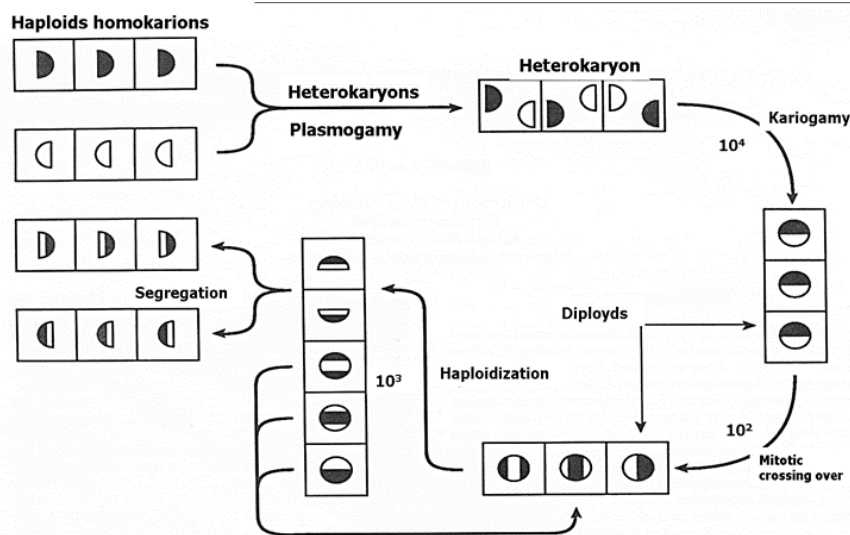 Haploids homokarions
Heterokaryons
Plasmogamy
Heterokaryon
Kariogamy
10⁴
Segregation
10³
Haploidization
Diployds
10²
Mitotic
crossing over